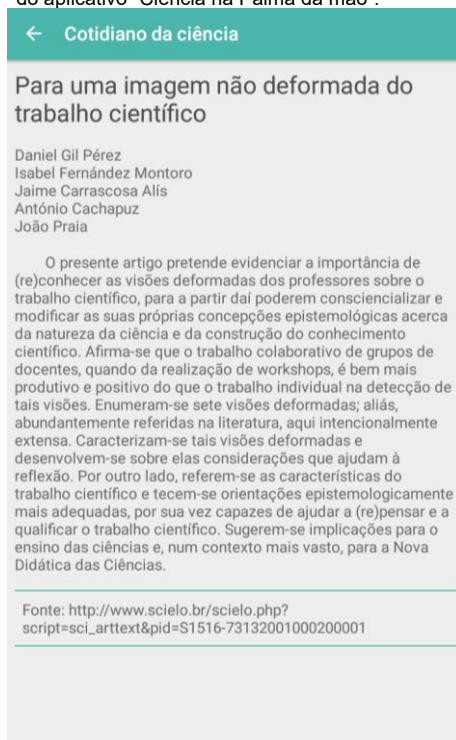 do aplicativo "Ciência na Palma da mão".
← Cotidiano da ciência
Para uma imagem não deformada do
trabalho científico
Daniel Gil Pérez
Isabel Fernández Montoro
Jaime Carrascosa Alís
António Cachapuz
João Praia
O presente artigo pretende evidenciar a importância de
(re)conhecer as visões deformadas dos professores sobre o
trabalho científico, para a partir daí poderem consciencializar e
modificar as suas próprias concepções epistemológicas acerca
da natureza da ciência e da construção do conhecimento
científico. Afirma-se que o trabalho colaborativo de grupos de
docentes, quando da realização de workshops, é bem mais
produtivo e positivo do que o trabalho individual na detecção de
tais visões. Enumeram-se sete visões deformadas; aliás,
abundantemente referidas na literatura, aqui intencionalmente
extensa. Caracterizam-se tais visões deformadas e
desenvolvem-se sobre elas considerações que ajudam à
reflexão. Por outro lado, referem-se as características do
trabalho científico e tecem-se orientações epistemologicamente
mais adequadas, por sua vez capazes de ajudar a (re)pensar e a
qualificar o trabalho científico. Sugerem-se implicações para o
ensino das ciências e, num contexto mais vasto, para a Nova
Didática das Ciências.
Fonte: http://www.scielo.br/scielo.php?
script=sci_arttext&pid=S1516-73132001000200001